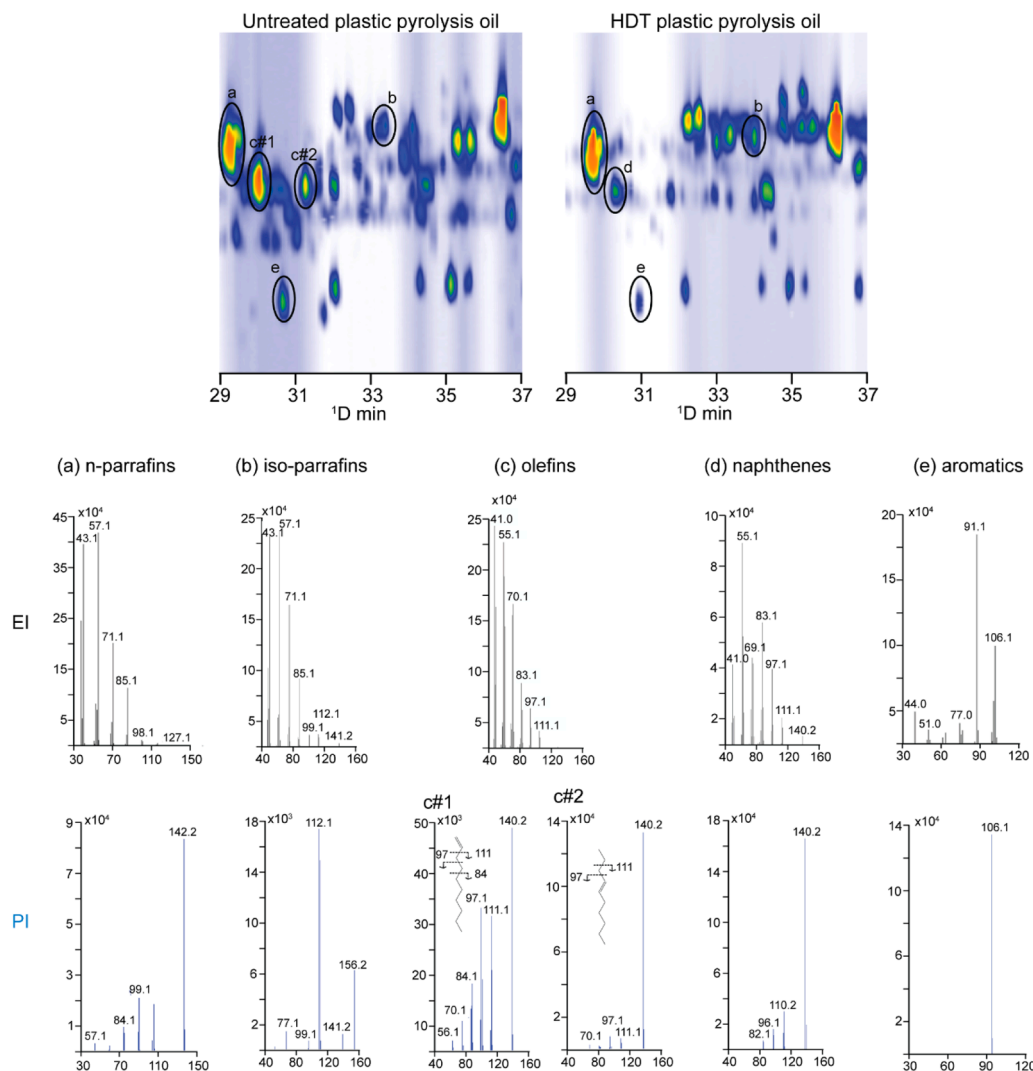 Untreated plastic pyrolysis oil
HDT plastic pyrolysis oil
a
c#1
c#2
b
e
29 31 33 35 37
¹D min
a
d
b
e
29 31 33 35 37
¹D min
(a) n-parrafins
(b) iso-parrafins
(c) olefins
(d) naphthenes
(e) aromatics
EI
x10⁴
45
35
25
15
5
43.1
57.1
71.1
85.1
98.1
127.1
30 70 110 150
x10⁴
25
20
15
10
5
43.1
57.1
71.1
85.1
99.1
112.1
141.2
40 80 120 160
x10⁴
25
20
15
10
5
41.0
55.1
70.1
83.1
97.1
111.1
40 80 120 160
x10⁴
10
8
6
4
2
41.0
55.1
69.1
83.1
97.1
111.1
140.2
40 80 120 160
x10⁴
20
15
10
5
44.0
51.0
77.0
91.1
106.1
30 60 90 120
PI
x10⁴
9
7
5
3
1
57.1
84.1
99.1
142.2
30 70 110 150
x10³
18
14
10
6
2
77.1
99.1
112.1
141.2
156.2
40 80 120 160
c#1
x10³
50
40
30
20
10
97
111
84
56.1
70.1
84.1
97.1
111.1
140.2
40 80 120 160
c#2
x10⁴
14
10
6
2
97
111
70.1
97.1
111.1
140.2
40 80 120 160
x10⁴
18
14
10
6
2
82.1
96.1
110.2
140.2
40 80 120 160
x10⁴
14
10
6
2
106.1
30 60 90 120